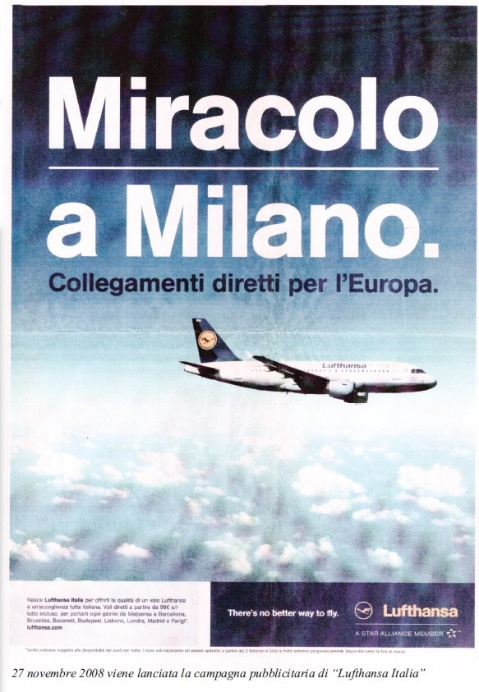 Miracolo
a Milano.
Collegamenti diretti per l'Europa.
Lufthansa
Nasce Lufthansa Italia per offrirti la qualità di un volo Lufthansa
e un'accoglienza tutta italiana. Voli diretti a partire da 99€ a/r
tutto incluso, per portarti ogni giorno da Malpensa a Barcellona,
Bruxelles, Bucarest, Budapest, Lisbona, Londra, Madrid e Parigi*.
lufthansa.com
There's no better way to fly.
Lufthansa
A STAR ALLIANCE MEMBER
27 novembre 2008 viene lanciata la campagna pubblicitaria di “Lufthansa Italia”